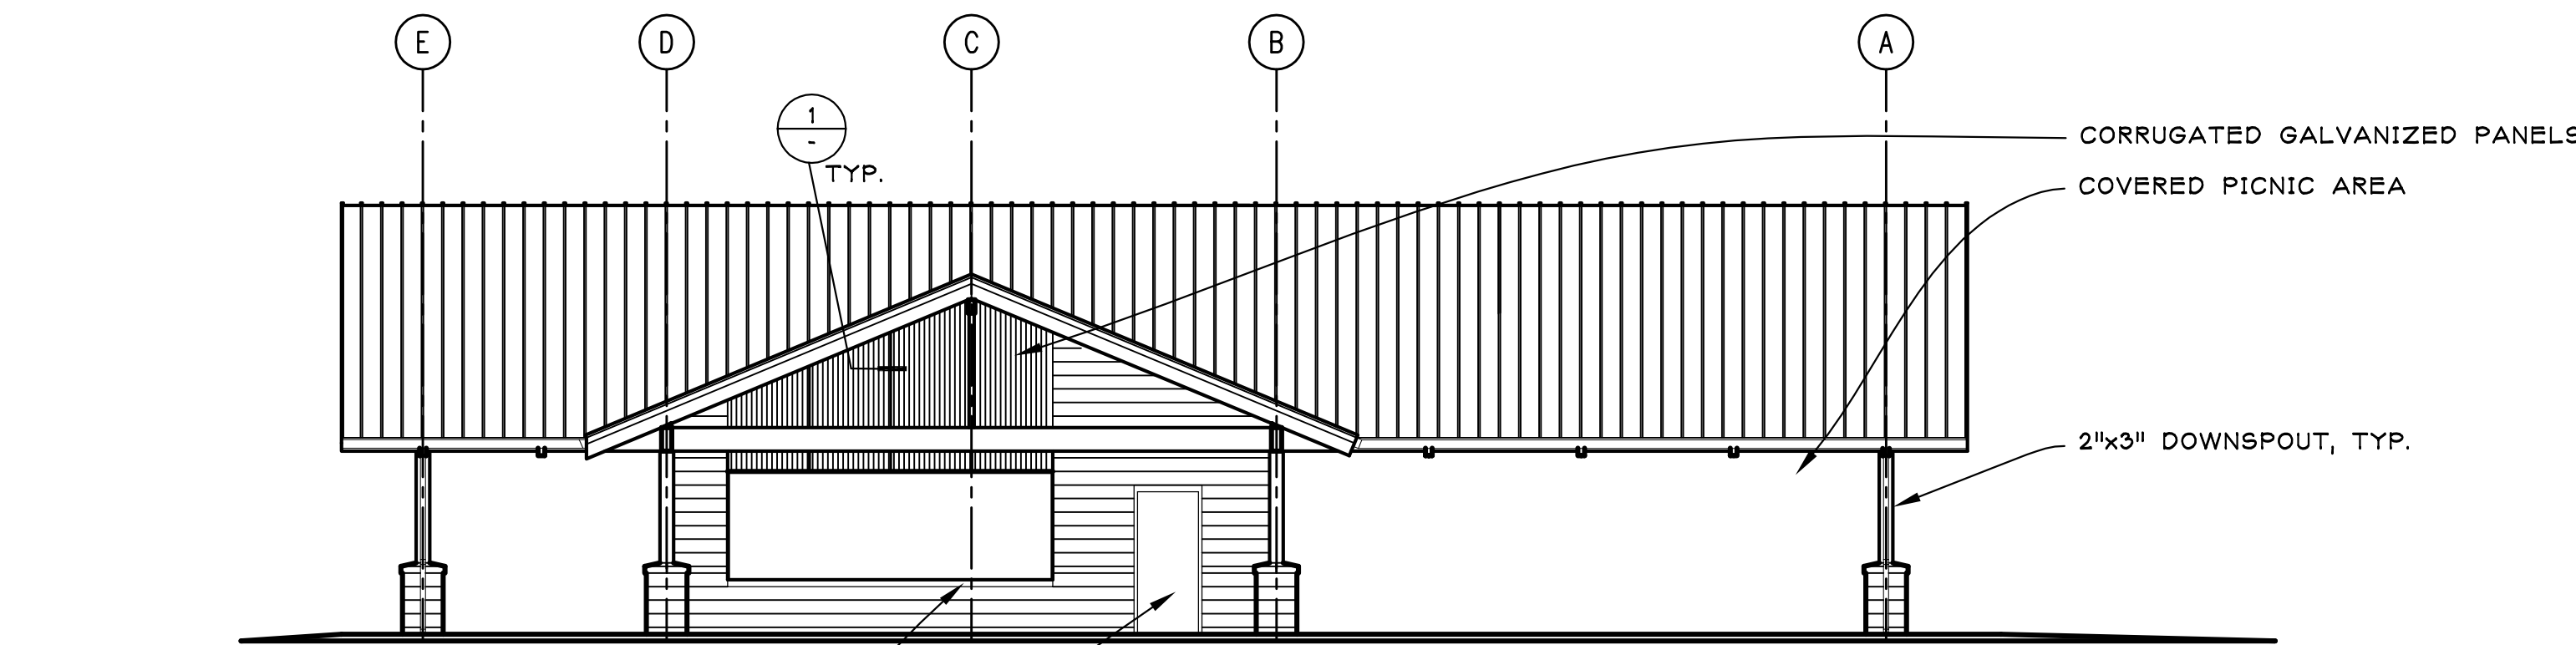 E D C B A
1
-
TYP.
CORRUGATED GALVANIZED PANELS
COVERED PICNIC AREA
2"x3" DOWNSPOUT, TYP.